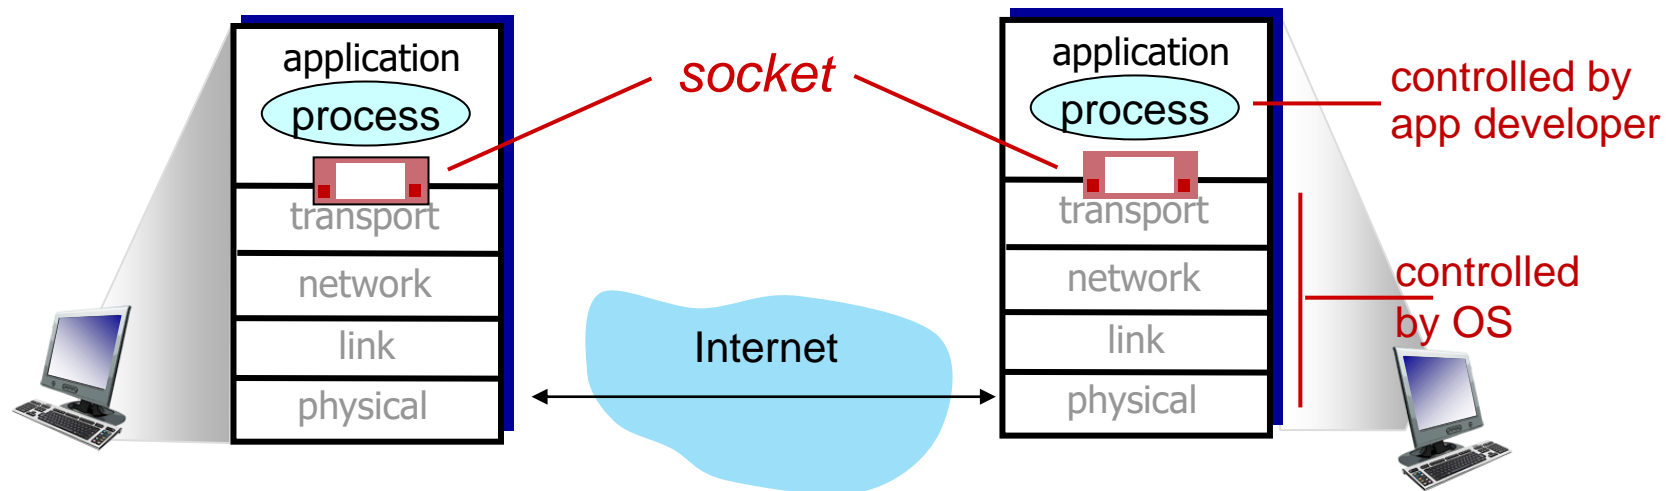 application
process
transport
network
link
physical
socket
Internet
application
process
transport
network
link
physical
controlled by
app developer
controlled
by OS